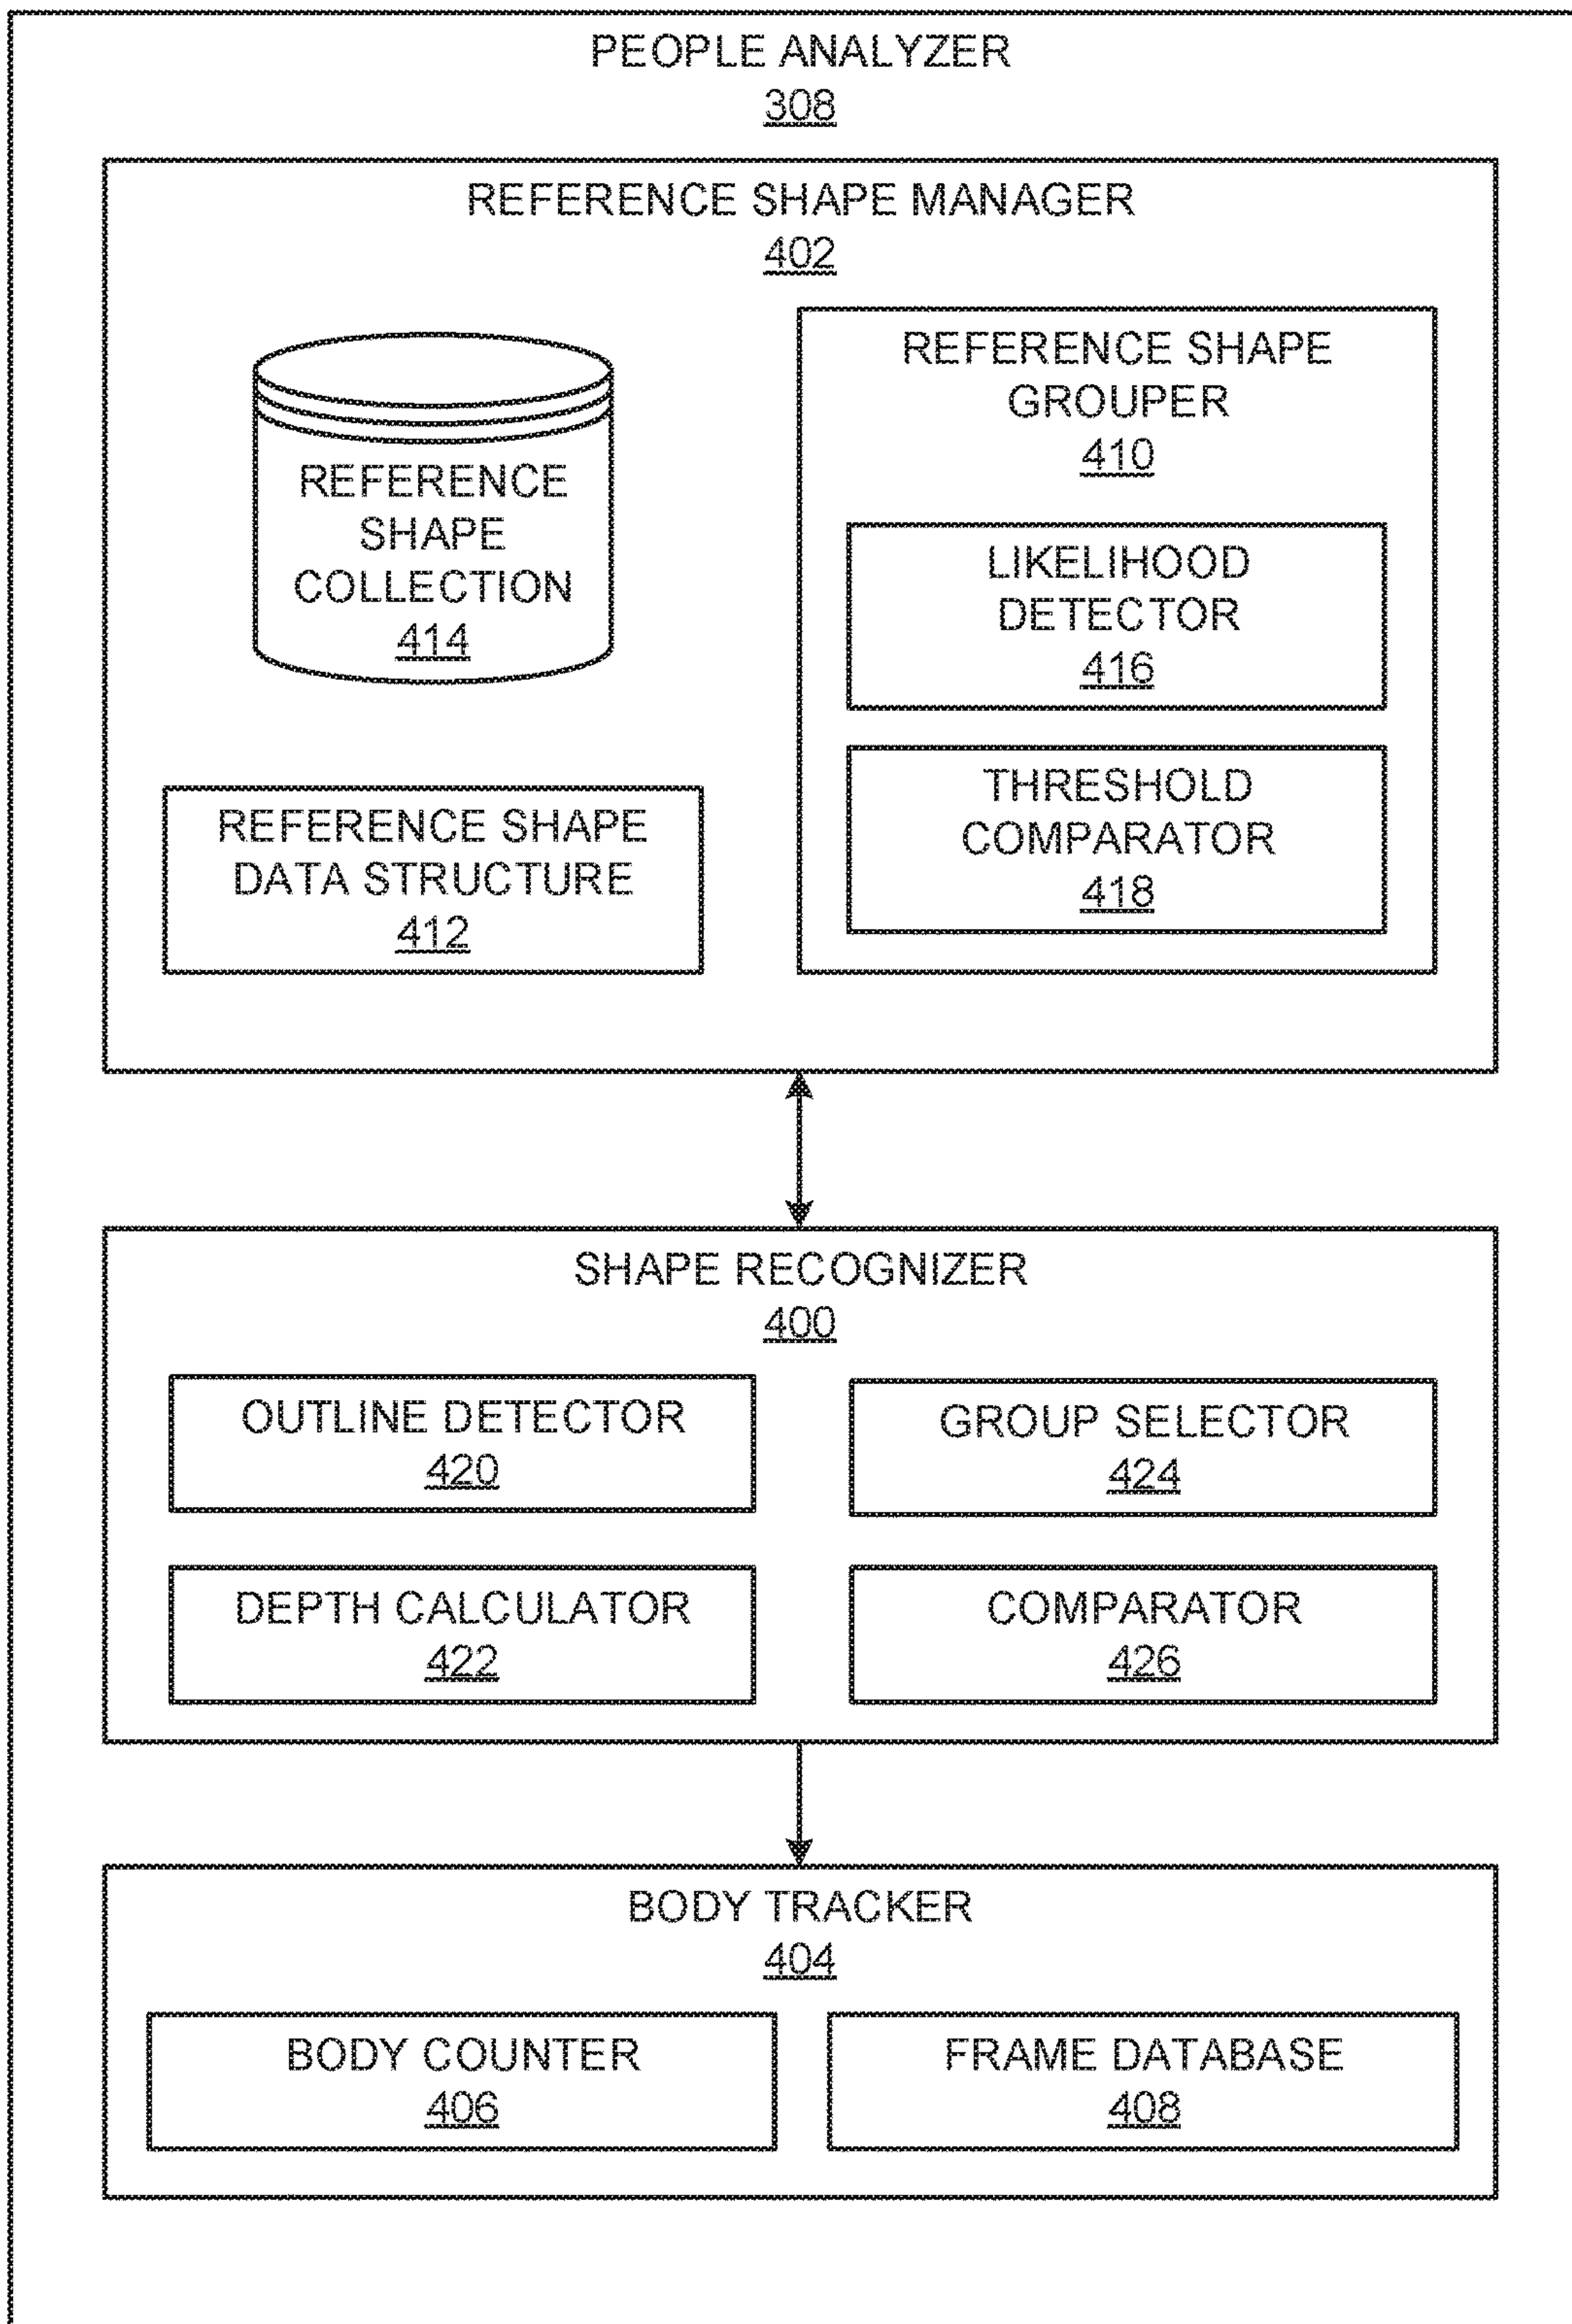 PEOPLE ANALYZER
308
REFERENCE SHAPE MANAGER
402
REFERENCE
SHAPE
COLLECTION
414
REFERENCE SHAPE
DATA STRUCTURE
412
REFERENCE SHAPE
GROUPER
410
LIKELIHOOD
DETECTOR
416
THRESHOLD
COMPARATOR
418
SHAPE RECOGNIZER
400
OUTLINE DETECTOR
420
GROUP SELECTOR
424
DEPTH CALCULATOR
422
COMPARATOR
426
BODY TRACKER
404
BODY COUNTER
406
FRAME DATABASE
408